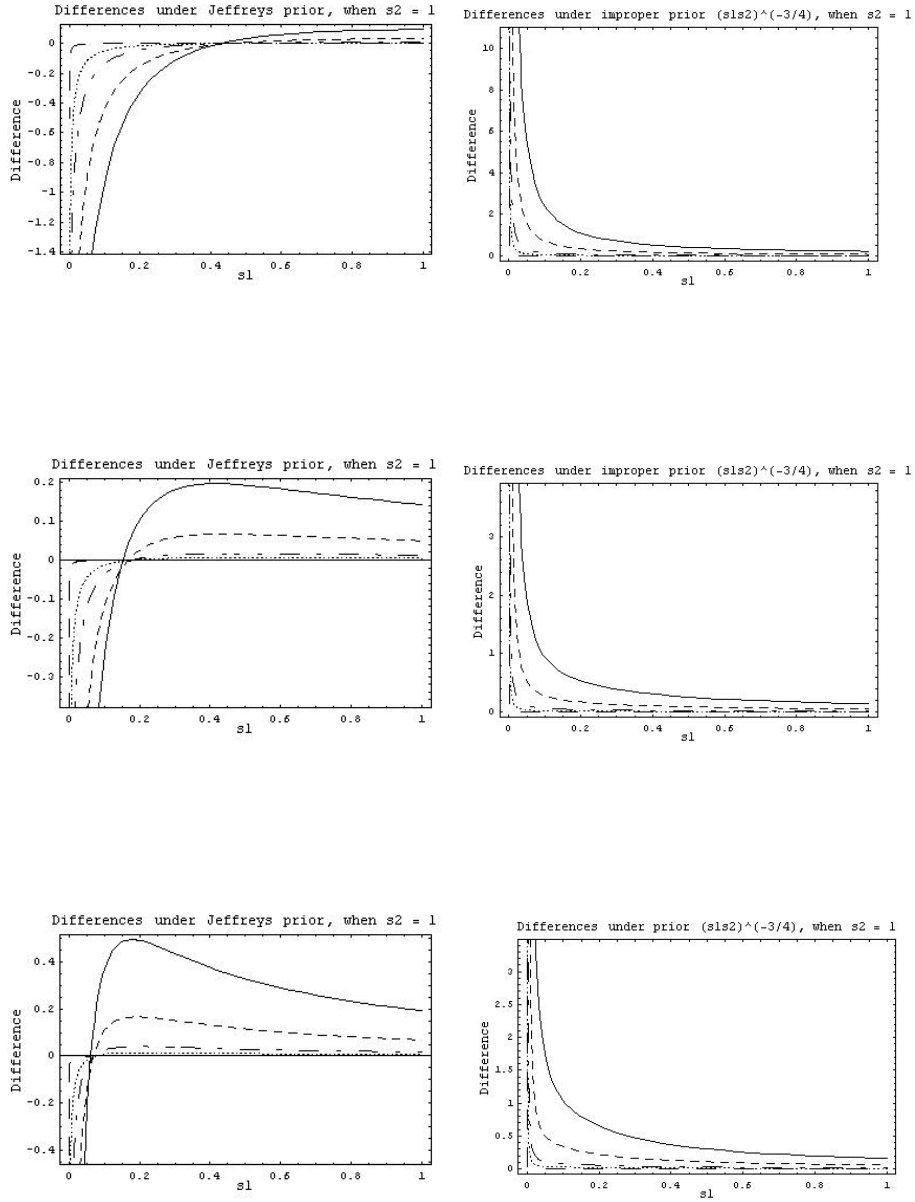 Differences under Jeffreys prior, when s2 = 1
0
-0.2
-0.4
-0.6
-0.8
-1
-1.2
-1.4
Difference
0 0.2 0.4 0.6 0.8 1
s1
Differences under improper prior (s1s2)^(-3/4), when s2 = 1
10
8
6
4
2
0
Difference
0 0.2 0.4 0.6 0.8 1
s1
Differences under Jeffreys prior, when s2 = 1
0.2
0.1
0
-0.1
-0.2
-0.3
Difference
0 0.2 0.4 0.6 0.8 1
s1
Differences under improper prior (s1s2)^(-3/4), when s2 = 1
3
2
1
0
Difference
0 0.2 0.4 0.6 0.8 1
s1
Differences under Jeffreys prior, when s2 = 1
0.4
0.2
0
-0.2
-0.4
Difference
0 0.2 0.4 0.6 0.8 1
s1
Differences under prior (s1s2)^(-3/4), when s2 = 1
3
2.5
2
1.5
1
0.5
0
Difference
0 0.2 0.4 0.6 0.8 1
s1